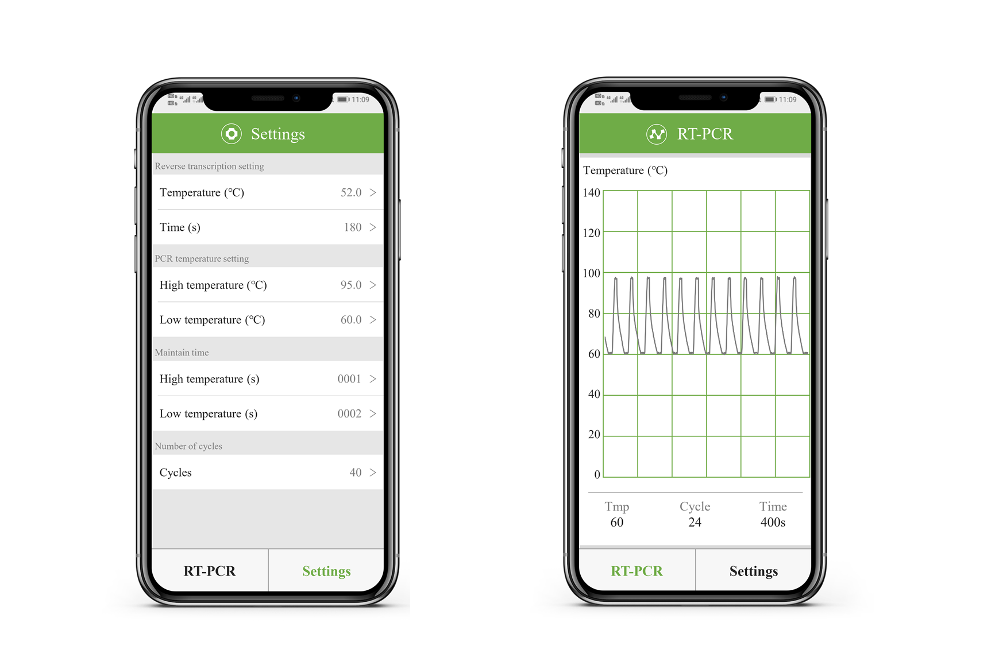 11:09
Settings
Reverse transcription setting
Temperature (℃) 52.0 >
Time (s) 180 >
PCR temperature setting
High temperature (℃) 95.0 >
Low temperature (℃) 60.0 >
Maintain time
High temperature (s) 0001 >
Low temperature (s) 0002 >
Number of cycles
Cycles 40 >
RT-PCR Settings
11:09
RT-PCR
Temperature (℃)
140
120
100
80
60
40
20
0
Tmp Cycle Time
60 24 400s
RT-PCR Settings